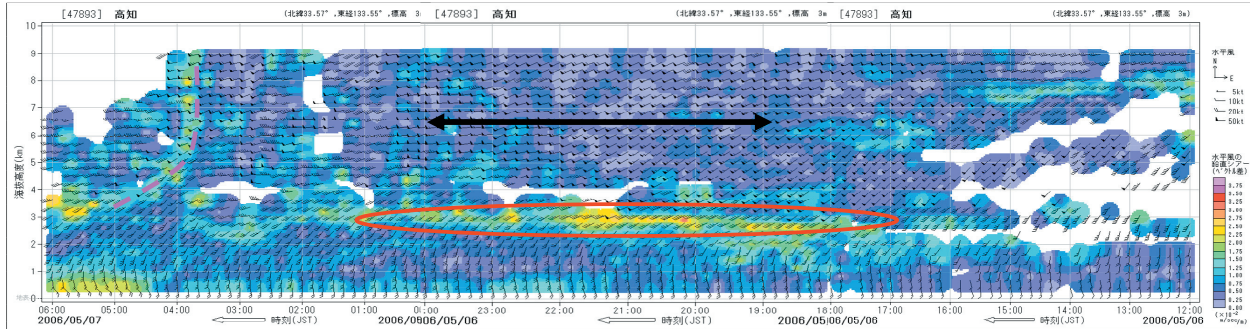 [47893] 高知 (北緯33.57°,東経133.55°,標高 3
[47893] 高知 (北緯33.57°,東経133.55°,標高 3m
[47893] 高知 (北緯33.57°,東経133.55°,標高 3m)
海抜高度(km)
10
9
8
7
6
5
4
3
2
1
地表 0
水平風
N
E
5kt
10kt
20kt
50kt
水平風の
鉛直シアー
(ベクトル差)
3.75
3.50
3.25
3.00
2.75
2.50
2.25
2.00
1.75
1.50
1.25
1.00
0.75
0.50
0.25
0.00
(×10⁻²
m/sec/m)
06:00 05:00 04:00 03:00 02:00 01:00 00:00 23:00 22:00 21:00 20:00 19:00 18:00 17:00 16:00 15:00 14:00 13:00 12:00
2006/05/07 時刻(JST) 2006/05/06 時刻(JST) 2006/05/06 時刻(JST) 2006/05/06